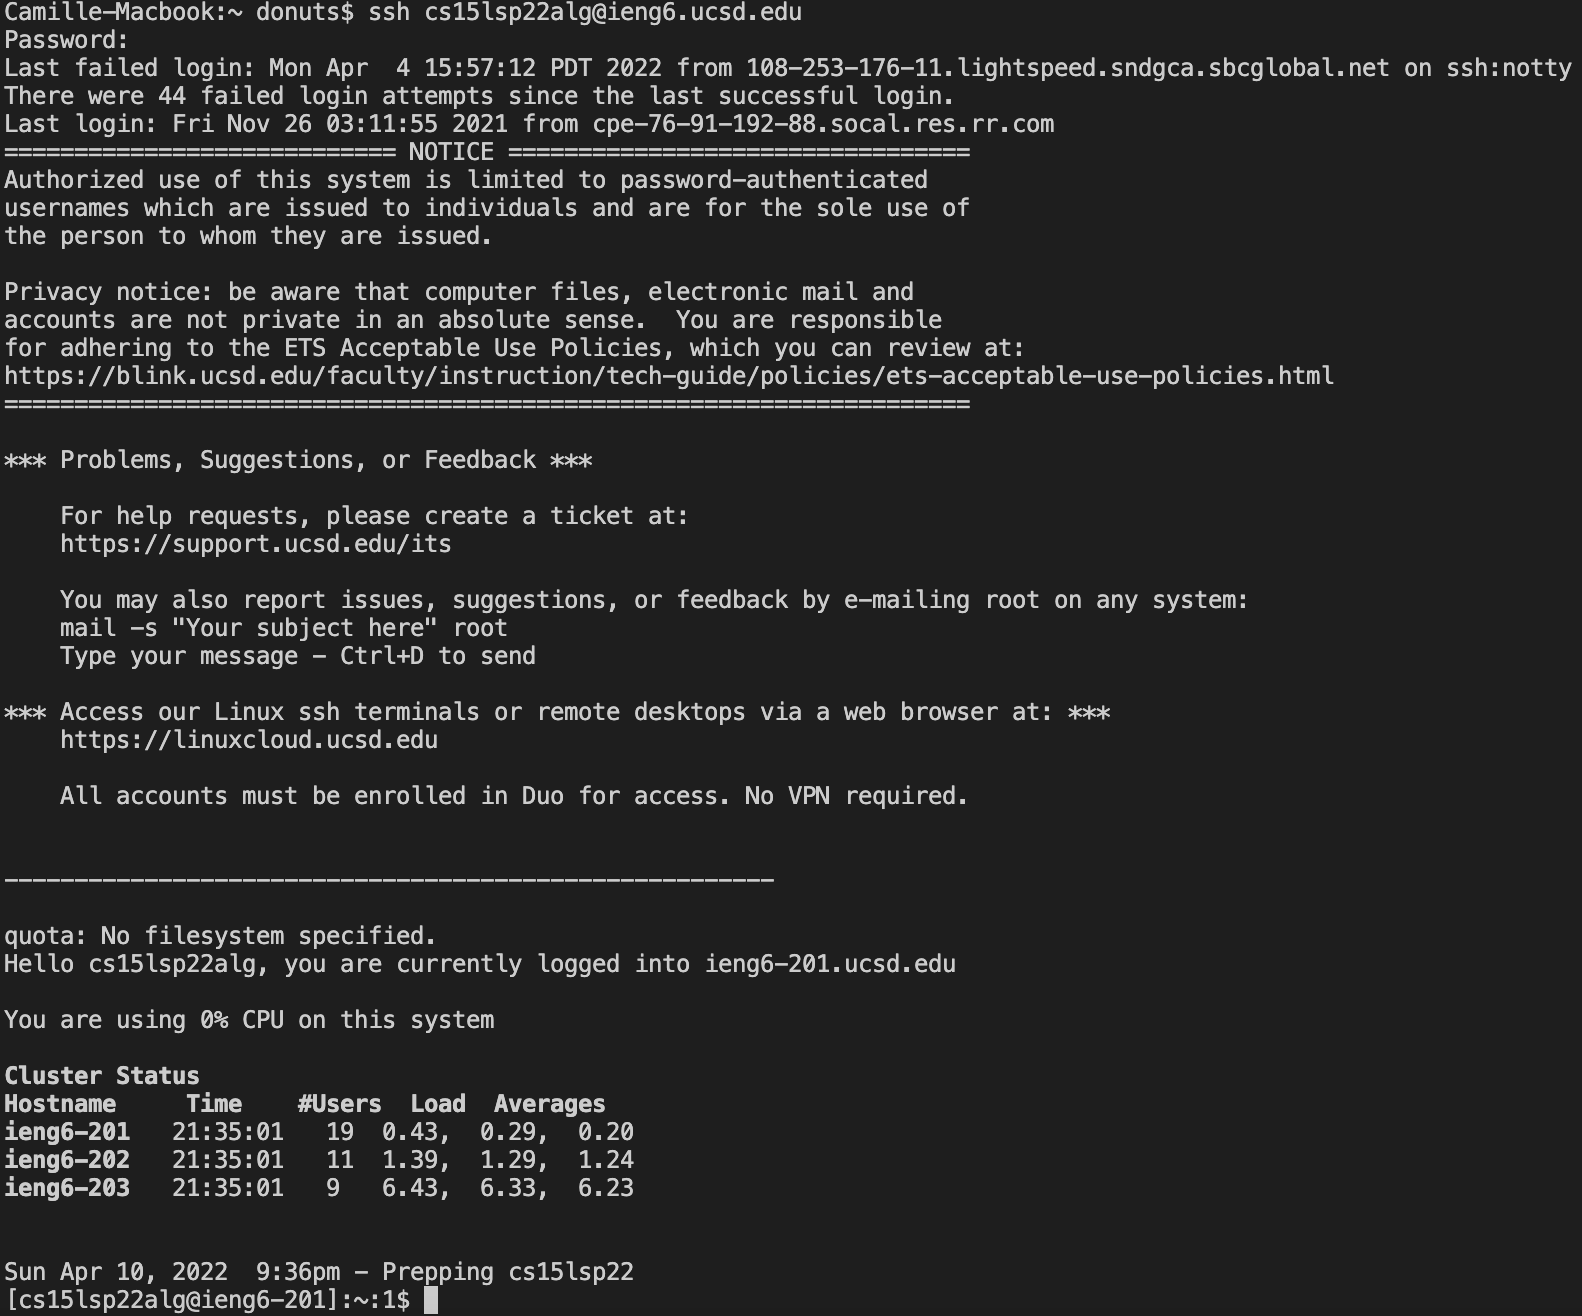 Camille-Macbook:~ donuts$ ssh cs15lsp22alg@ieng6.ucsd.edu
Password:
Last failed login: Mon Apr  4 15:57:12 PDT 2022 from 108-253-176-11.lightspeed.sndgca.sbcglobal.net on ssh:notty
There were 44 failed login attempts since the last successful login.
Last login: Fri Nov 26 03:11:55 2021 from cpe-76-91-192-88.socal.res.rr.com
============================ NOTICE =================================
Authorized use of this system is limited to password-authenticated
usernames which are issued to individuals and are for the sole use of
the person to whom they are issued.

Privacy notice: be aware that computer files, electronic mail and
accounts are not private in an absolute sense.  You are responsible
for adhering to the ETS Acceptable Use Policies, which you can review at:
https://blink.ucsd.edu/faculty/instruction/tech-guide/policies/ets-acceptable-use-policies.html
=====================================================================

*** Problems, Suggestions, or Feedback ***

    For help requests, please create a ticket at:
    https://support.ucsd.edu/its

    You may also report issues, suggestions, or feedback by e-mailing root on any system:
    mail -s "Your subject here" root
    Type your message - Ctrl+D to send

*** Access our Linux ssh terminals or remote desktops via a web browser at: ***
    https://linuxcloud.ucsd.edu

    All accounts must be enrolled in Duo for access. No VPN required.


-------------------------------------------------------

quota: No filesystem specified.
Hello cs15lsp22alg, you are currently logged into ieng6-201.ucsd.edu

You are using 0% CPU on this system

Cluster Status
Hostname     Time    #Users  Load  Averages
ieng6-201   21:35:01   19  0.43,  0.29,  0.20
ieng6-202   21:35:01   11  1.39,  1.29,  1.24
ieng6-203   21:35:01   9   6.43,  6.33,  6.23


Sun Apr 10, 2022  9:36pm - Prepping cs15lsp22
[cs15lsp22alg@ieng6-201]:~:1$